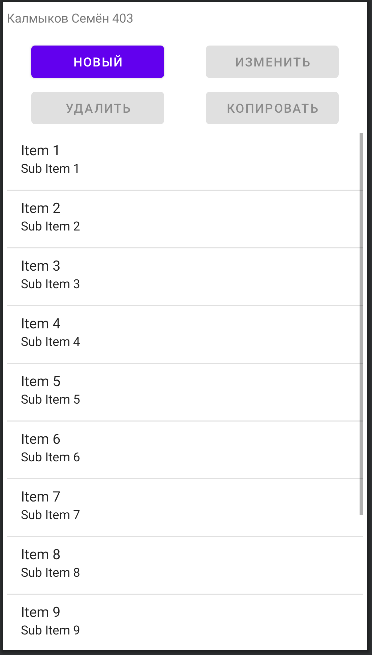 Калмыков Семён 403
НОВЫЙ ИЗМЕНИТЬ
УДАЛИТЬ КОПИРОВАТЬ
Item 1
Sub Item 1
Item 2
Sub Item 2
Item 3
Sub Item 3
Item 4
Sub Item 4
Item 5
Sub Item 5
Item 6
Sub Item 6
Item 7
Sub Item 7
Item 8
Sub Item 8
Item 9
Sub Item 9